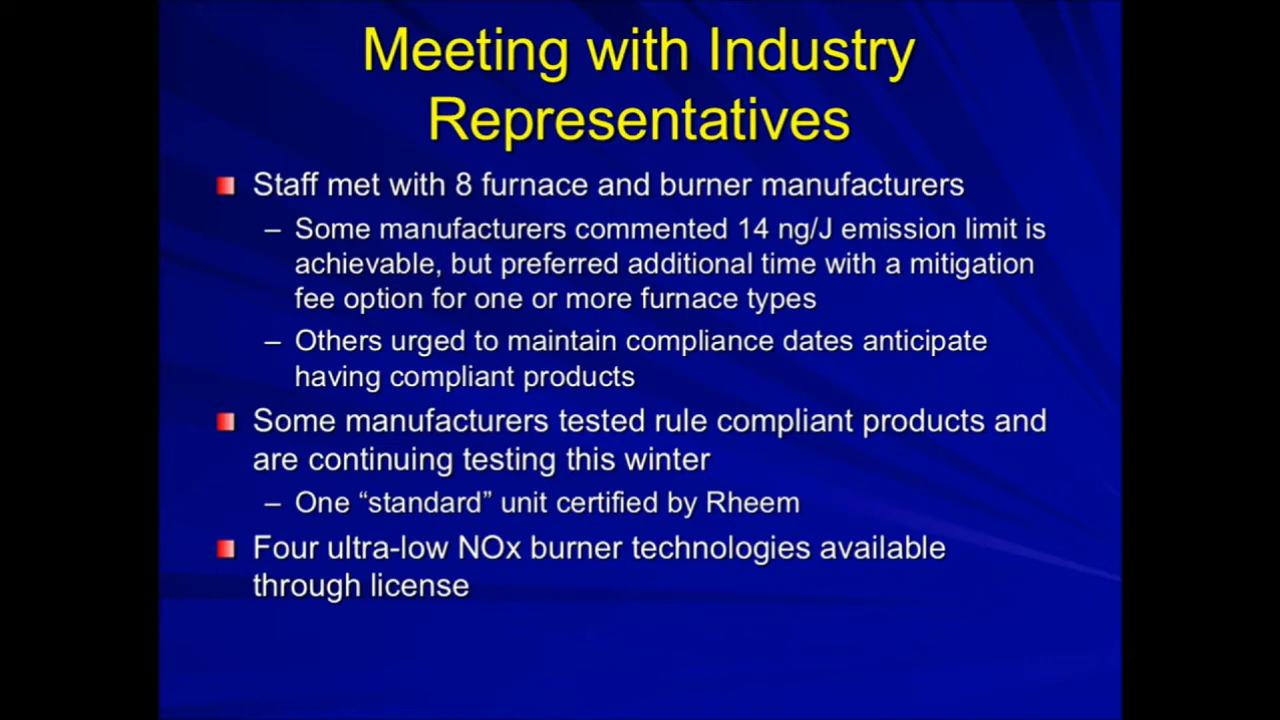 Meeting with Industry
Representatives
Staff met with 8 furnace and burner manufacturers
– Some manufacturers commented 14 ng/J emission limit is
achievable, but preferred additional time with a mitigation
fee option for one or more furnace types
– Others urged to maintain compliance dates anticipate
having compliant products
Some manufacturers tested rule compliant products and
are continuing testing this winter
– One “standard” unit certified by Rheem
Four ultra-low NOx burner technologies available
through license